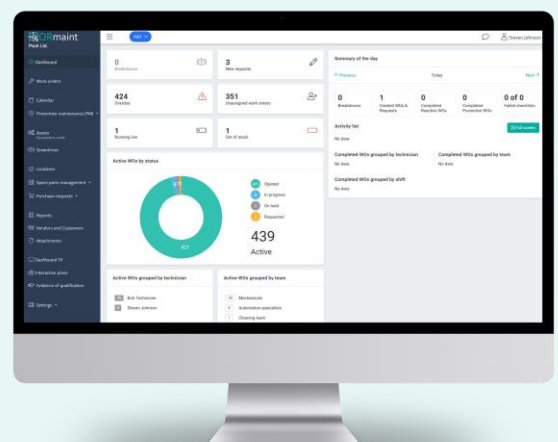 QRmaint
Plant Ltd.
Dashboard
Work orders
Calendar
Preventive maintenance (PM)
Assets
Downtimes
Locations
Spare parts management
Purchase requests
Reports
Vendors and Customers
Attachments
Dashboard TV
Interactive plans
Evidence of qualification
Settings
Add
Steven Johnson
0
Breakdowns
3
New requests
424
Overdue
351
Unassigned work orders
1
Running low
1
Out of stock
Active WOs by status
427
Opened
In progress
On hold
Requested
439
Active
Active WOs grouped by technician
Bob Technician
Steven Johnson
Active WOs grouped by team
Mechanicals
Automation specialists
Cleaning team
Summary of the day
Previous
Today
Next
0
Breakdowns
1
Created WOs &
Requests
0
Completed
Reactive WOs
0
Completed
Preventive WOs
0 of 0
Failed checklists
Activity list
Full screen
No data
Completed WOs grouped by technician
No data
Completed WOs grouped by team
No data
Completed WOs grouped by shift
No data